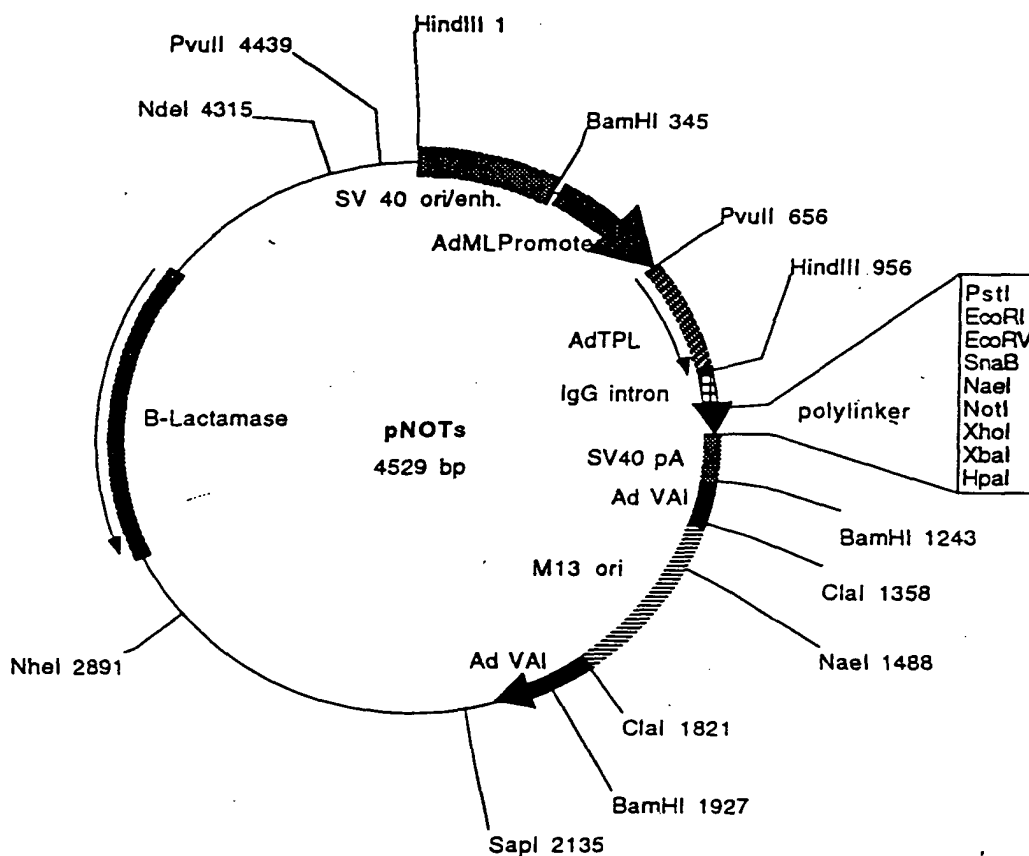 HindIII 1
PvuII 4439
NdeI 4315
BamHI 345
SV 40 ori/enh.
AdMLPromote
PvuII 656
HindIII 956
AdTPL
IgG intron
polylinker
PstI
EcoRI
EcoRV
SnaB
NaeI
NotI
XhoI
XbaI
HpaI
B-Lactamase
pNOTs
4529 bp
SV40 pA
Ad VAI
BamHI 1243
M13 ori
ClaI 1358
NheI 2891
Ad VAI
NaeI 1488
ClaI 1821
BamHI 1927
SapI 2135